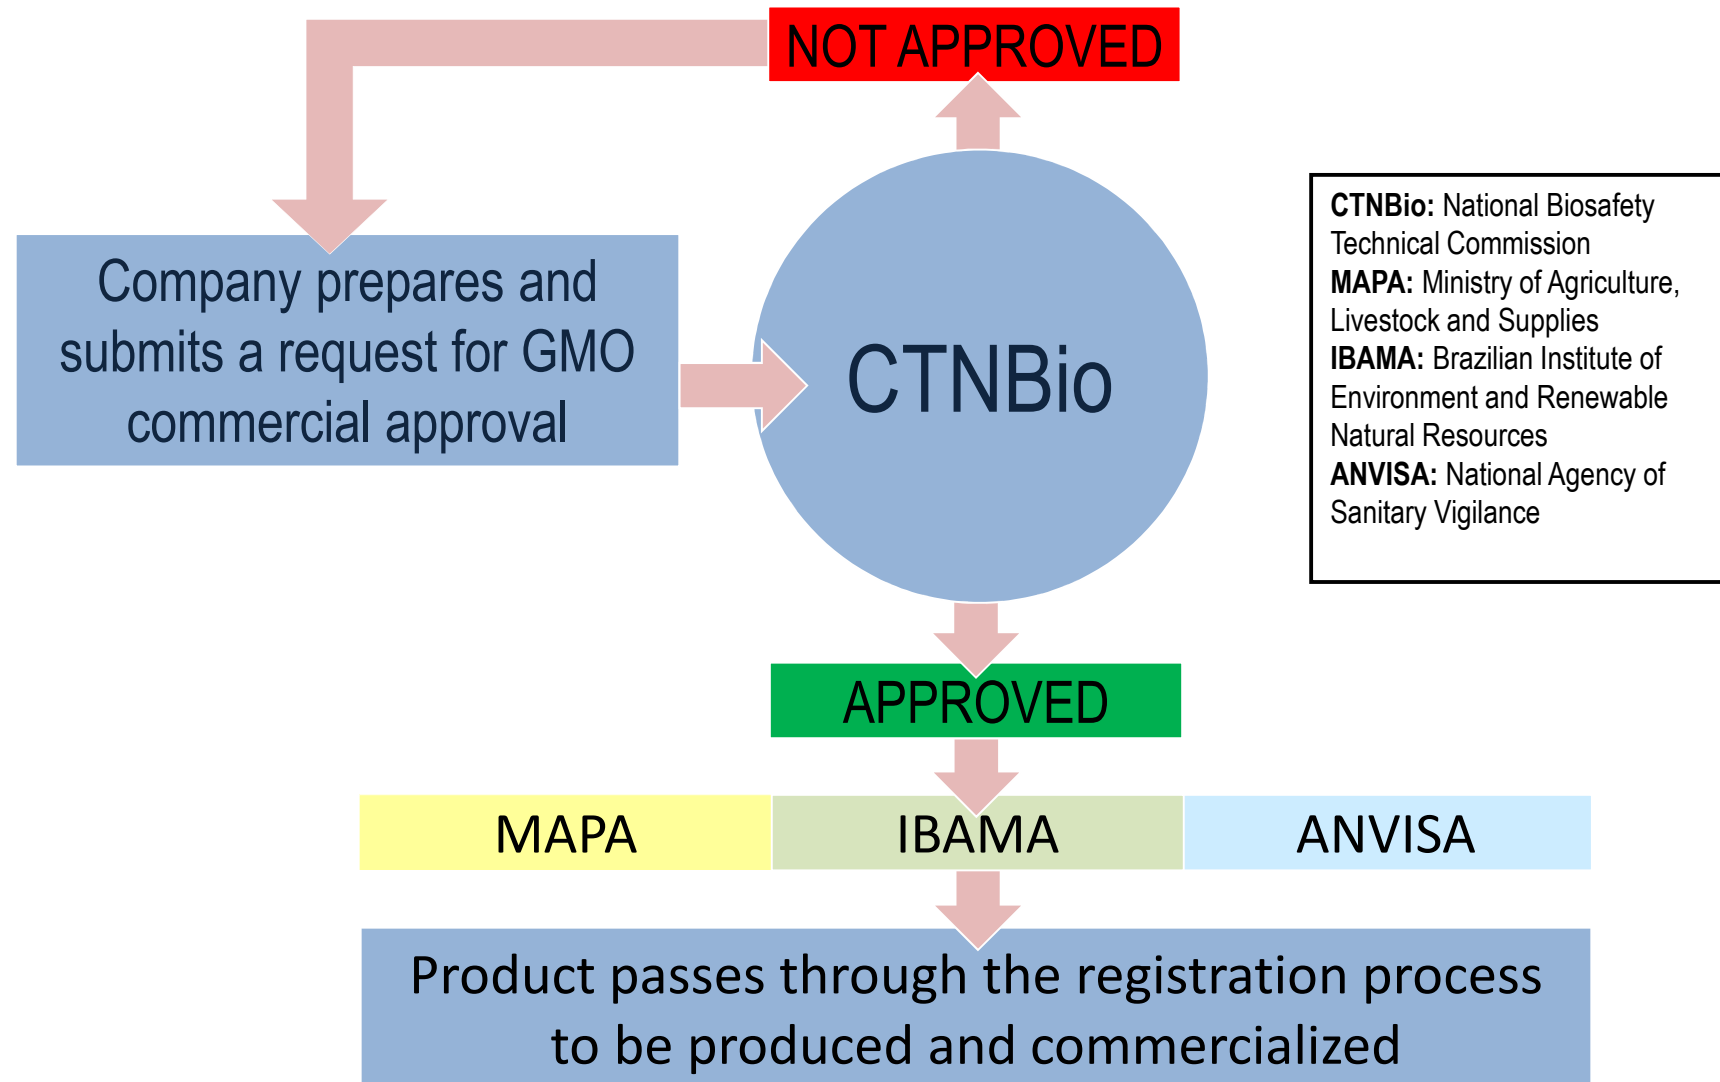 NOT APPROVED
Company prepares and
submits a request for GMO
commercial approval
CTNBio
CTNBio: National Biosafety
Technical Commission
MAPA: Ministry of Agriculture,
Livestock and Supplies
IBAMA: Brazilian Institute of
Environment and Renewable
Natural Resources
ANVISA: National Agency of
Sanitary Vigilance
APPROVED
MAPA
IBAMA
ANVISA
Product passes through the registration process
to be produced and commercialized